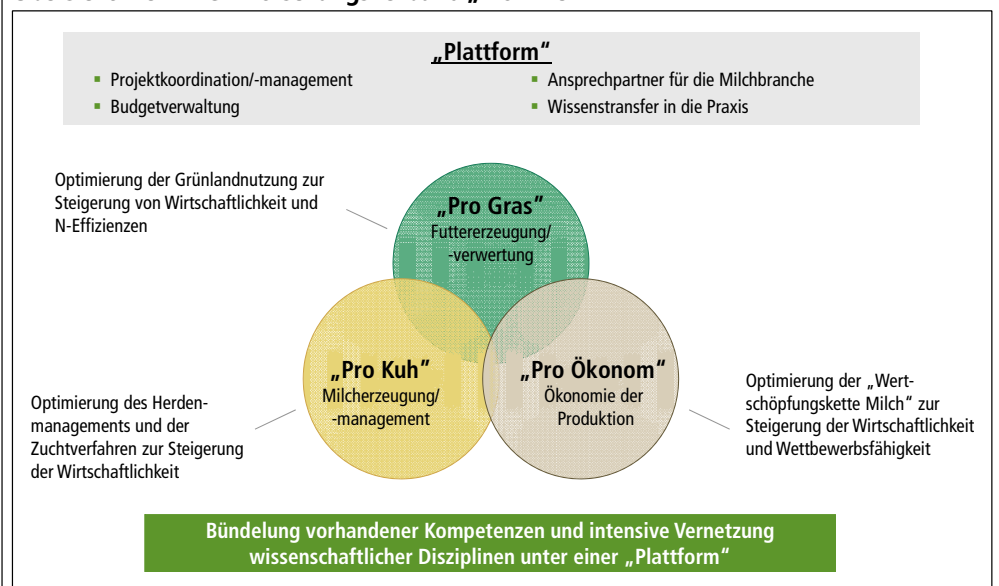 „Plattform“
▪ Projektkoordination/-management
▪ Budgetverwaltung
▪ Ansprechpartner für die Milchbranche
▪ Wissenstransfer in die Praxis
Optimierung der Grünlandnutzung zur
Steigerung von Wirtschaftlichkeit und
N-Effizienzen
„Pro Gras“
Futtererzeugung/
-verwertung
„Pro Kuh“
Milcherzeugung/
-management
„Pro Ökonom“
Ökonomie der
Produktion
Optimierung des Herden-
managements und der
Zuchtverfahren zur Steigerung
der Wirtschaftlichkeit
Optimierung der „Wert-
schöpfungskette Milch“ zur
Steigerung der Wirtschaftlichkeit
und Wettbewerbsfähigkeit
Bündelung vorhandener Kompetenzen und intensive Vernetzung
wissenschaftlicher Disziplinen unter einer „Plattform“